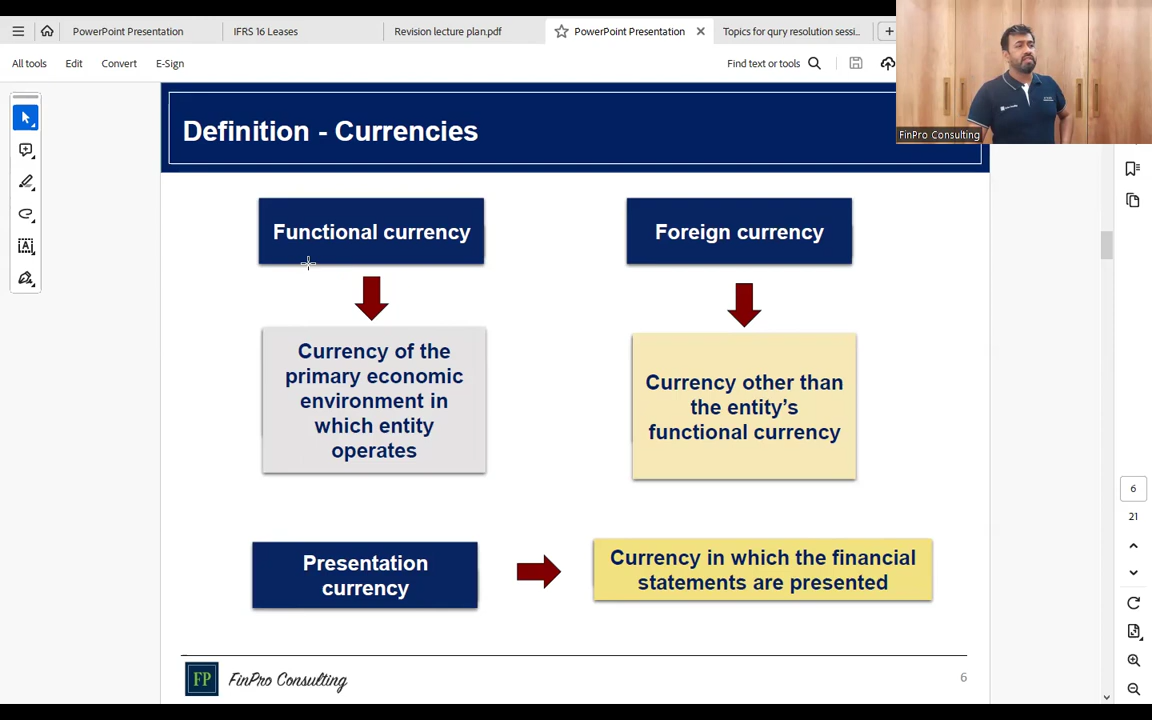 PowerPoint Presentation
IFRS 16 Leases
Revision lecture plan.pdf
PowerPoint Presentation
Topics for qury resolution sessi...
All tools
Edit
Convert
E-Sign
Find text or tools
FinPro Consulting
Definition - Currencies
Functional currency
Foreign currency
Currency of the
primary economic
environment in
which entity
operates
Currency other than
the entity's
functional currency
Presentation
currency
Currency in which the financial
statements are presented
FP
FinPro Consulting
6
6
21